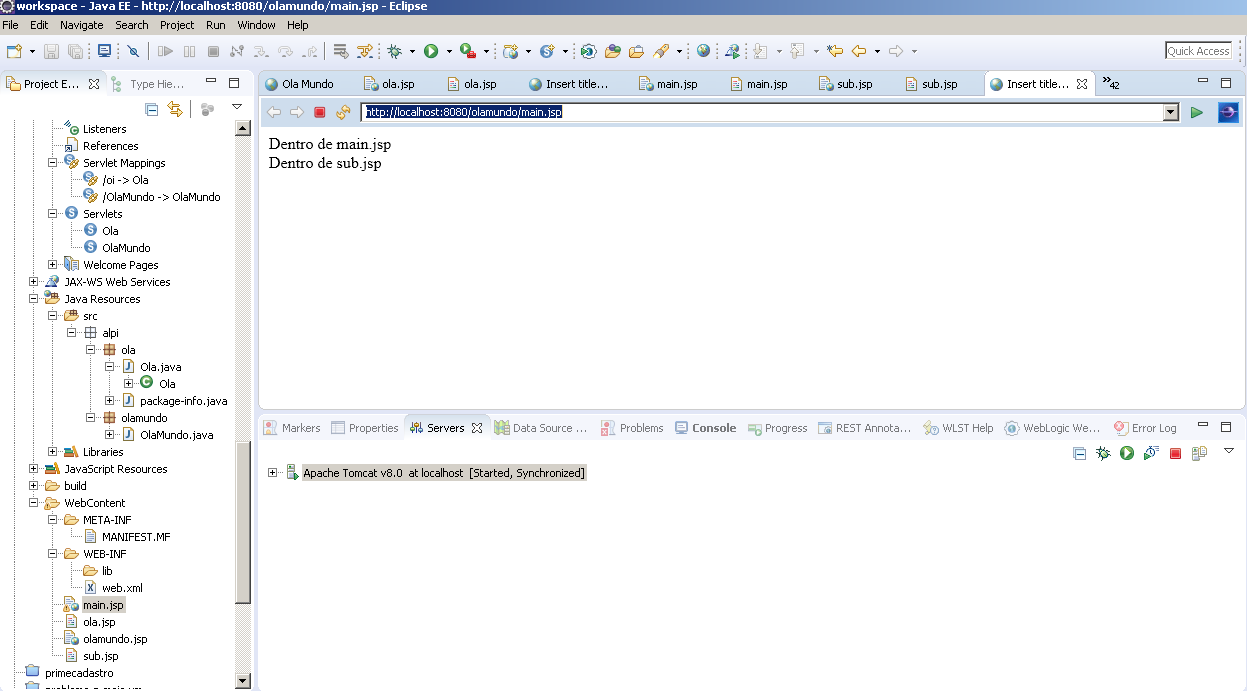 workspace - Java EE - http://localhost:8080/olamundo/main.jsp - Eclipse
File Edit Navigate Search Project Run Window Help
Quick Access
Project E... Type Hie...
Ola Mundo ola.jsp ola.jsp Insert title... main.jsp main.jsp sub.jsp sub.jsp Insert title... »42
http://localhost:8080/olamundo/main.jsp
Dentro de main.jsp
Dentro de sub.jsp
Listeners
References
Servlet Mappings
/oi -> Ola
/OlaMundo -> OlaMundo
Servlets
Ola
OlaMundo
Welcome Pages
JAX-WS Web Services
Java Resources
src
alpi
ola
Ola.java
Ola
package-info.java
olamundo
OlaMundo.java
Libraries
JavaScript Resources
build
WebContent
META-INF
MANIFEST.MF
WEB-INF
lib
web.xml
main.jsp
ola.jsp
olamundo.jsp
sub.jsp
primecadastro
Markers Properties Servers Data Source ... Problems Console Progress REST Annota... WLST Help WebLogic We... Error Log
Apache Tomcat v8.0 at localhost [Started, Synchronized]